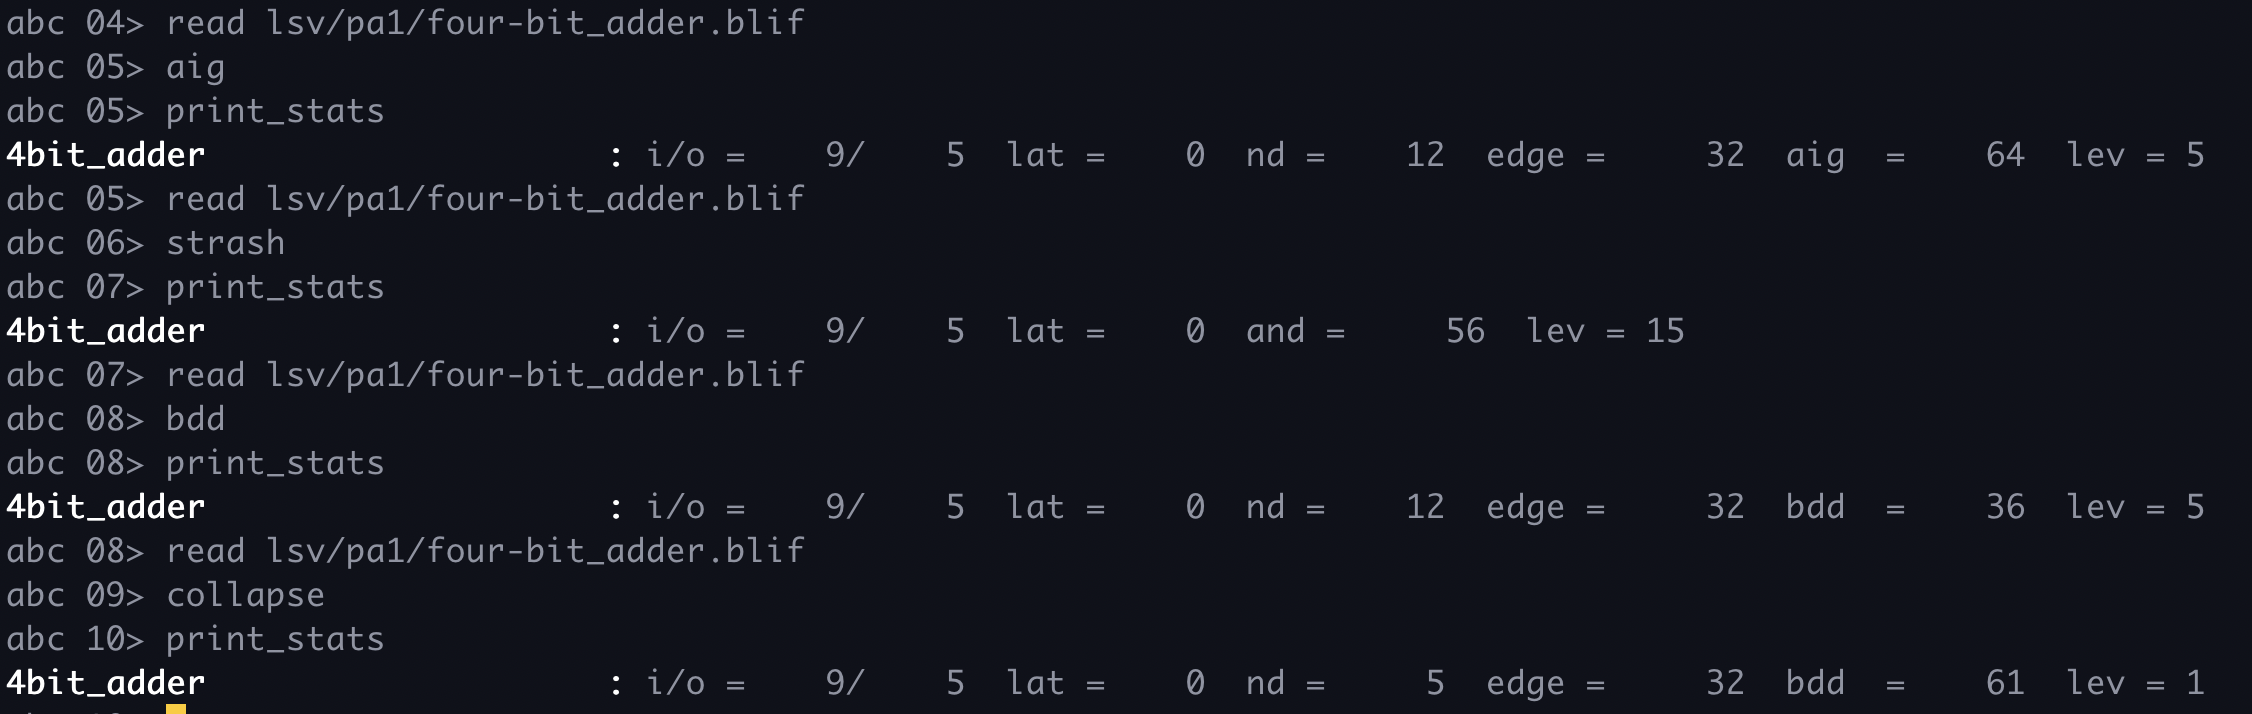 abc 04> read lsv/pa1/four-bit_adder.blif
abc 05> aig
abc 05> print_stats
4bit_adder                    : i/o =    9/    5  lat =    0  nd =    12  edge =     32  aig  =    64  lev = 5
abc 05> read lsv/pa1/four-bit_adder.blif
abc 06> strash
abc 07> print_stats
4bit_adder                    : i/o =    9/    5  lat =    0  and =     56  lev = 15
abc 07> read lsv/pa1/four-bit_adder.blif
abc 08> bdd
abc 08> print_stats
4bit_adder                    : i/o =    9/    5  lat =    0  nd =    12  edge =     32  bdd  =    36  lev = 5
abc 08> read lsv/pa1/four-bit_adder.blif
abc 09> collapse
abc 10> print_stats
4bit_adder                    : i/o =    9/    5  lat =    0  nd =     5  edge =     32  bdd  =    61  lev = 1